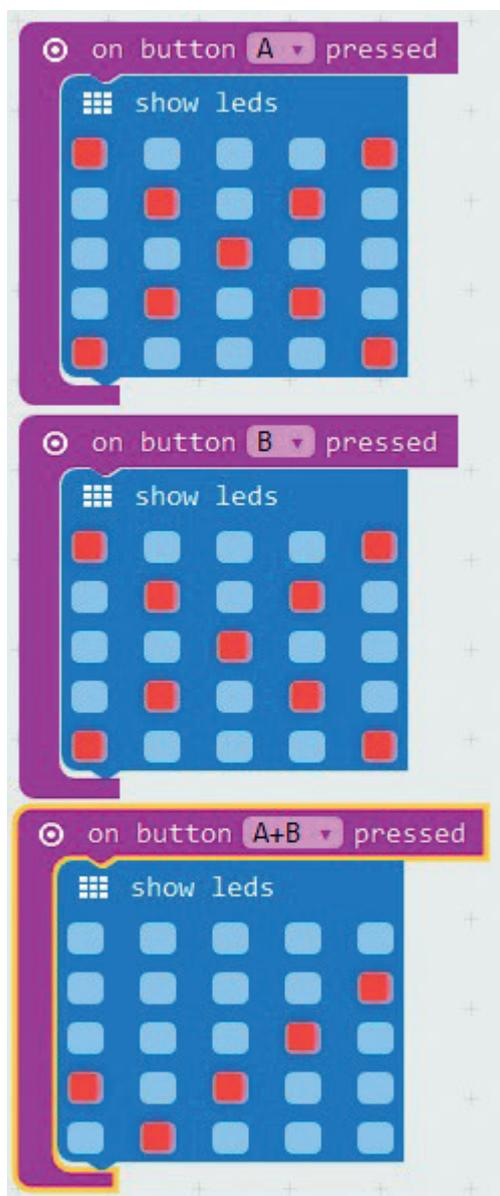 on button A pressed
show leds
on button B pressed
show leds
on button A+B pressed
show leds